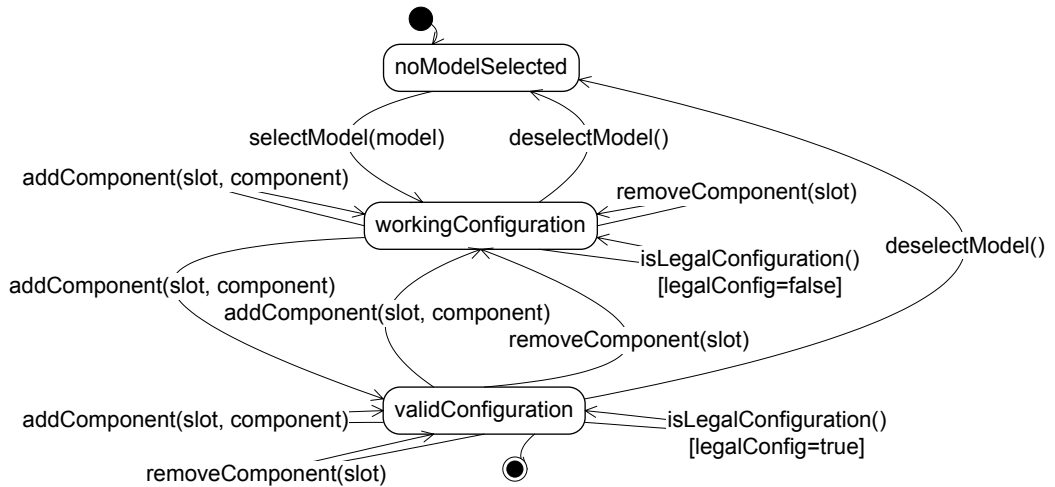 noModelSelected
selectModel(model)
deselectModel()
addComponent(slot, component)
removeComponent(slot)
workingConfiguration
deselectModel()
isLegalConfiguration()
[legalConfig=false]
addComponent(slot, component)
addComponent(slot, component)
removeComponent(slot)
validConfiguration
addComponent(slot, component)
isLegalConfiguration()
[legalConfig=true]
removeComponent(slot)